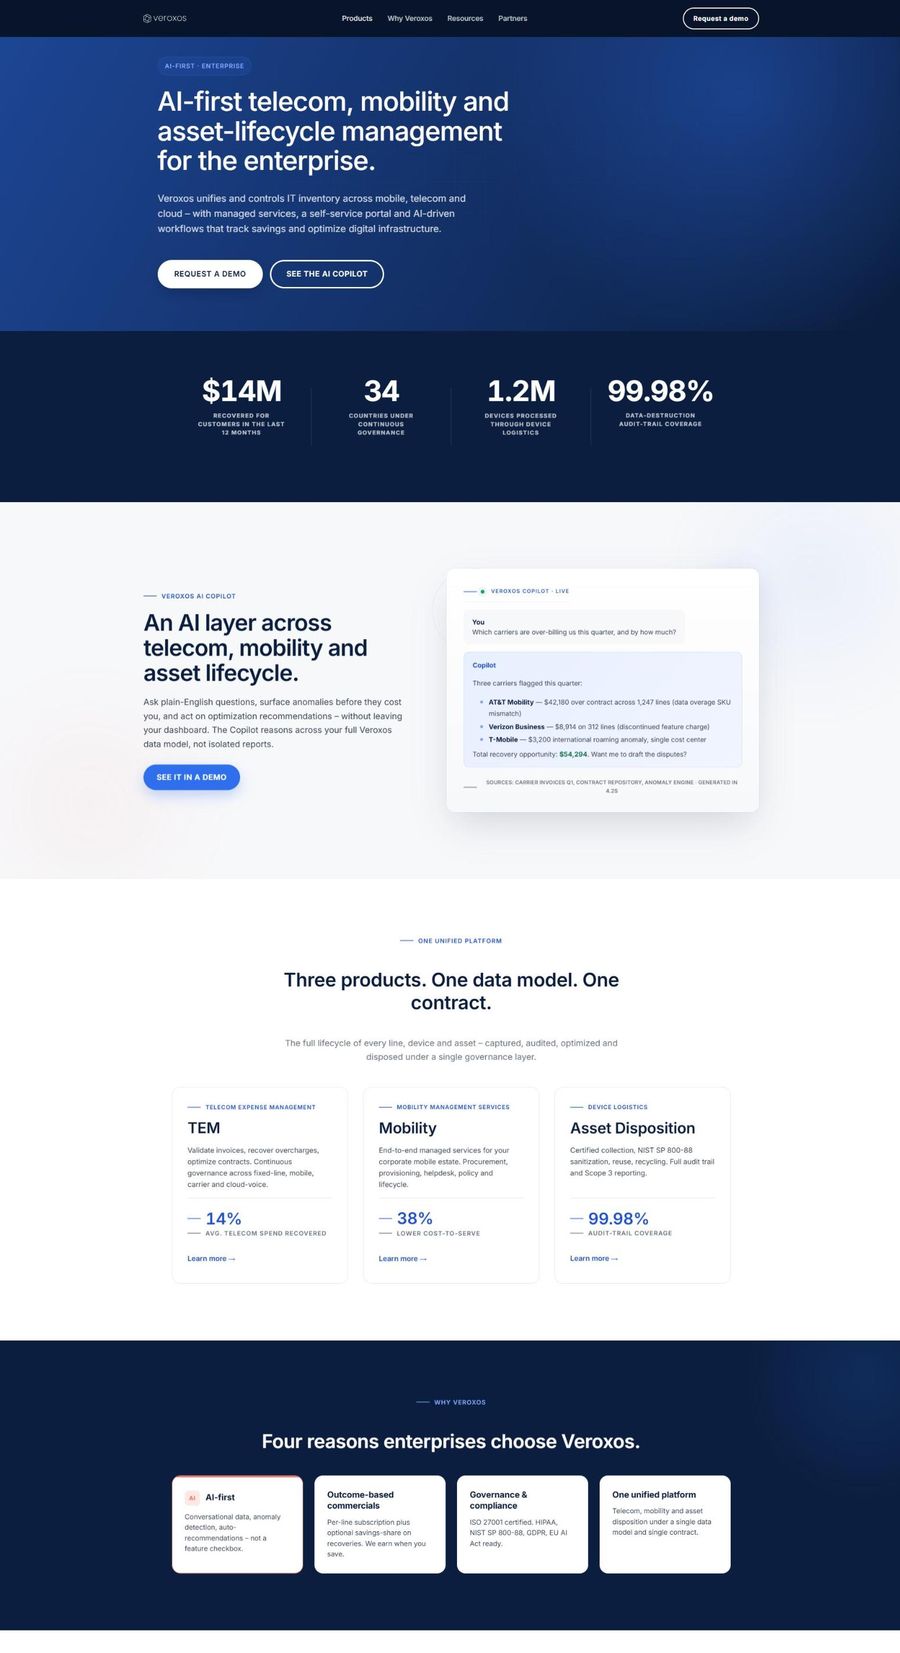 veroxos
Products
Why Veroxos
Resources
Partners
Request a demo
AI-FIRST · ENTERPRISE
AI-first telecom, mobility and
asset-lifecycle management
for the enterprise.
Veroxos unifies and controls IT inventory across mobile, telecom and
cloud – with managed services, a self-service portal and AI-driven
workflows that track savings and optimize digital infrastructure.
REQUEST A DEMO
SEE THE AI COPILOT
$14M
RECOVERED FOR
CUSTOMERS IN THE LAST
12 MONTHS
34
COUNTRIES UNDER
CONTINUOUS
GOVERNANCE
1.2M
DEVICES PROCESSED
THROUGH DEVICE
LOGISTICS
99.98%
DATA-DESTRUCTION
AUDIT-TRAIL COVERAGE
VEROXOS AI COPILOT
An AI layer across
telecom, mobility and
asset lifecycle.
Ask plain-English questions, surface anomalies before they cost
you, and act on optimization recommendations – without leaving
your dashboard. The Copilot reasons across your full Veroxos
data model, not isolated reports.
SEE IT IN A DEMO
VEROXOS COPILOT · LIVE
You
Which carriers are over-billing us this quarter, and by how much?
Copilot
Three carriers flagged this quarter:
AT&T Mobility — $42,180 over contract across 1,247 lines (data overage SKU
mismatch)
Verizon Business — $8,914 on 312 lines (discontinued feature charge)
T-Mobile — $3,200 international roaming anomaly, single cost center
Total recovery opportunity: $54,294. Want me to draft the disputes?
SOURCES: CARRIER INVOICES Q1, CONTRACT REPOSITORY, ANOMALY ENGINE · GENERATED IN
4.2S
ONE UNIFIED PLATFORM
Three products. One data model. One
contract.
The full lifecycle of every line, device and asset – captured, audited, optimized and
disposed under a single governance layer.
TELECOM EXPENSE MANAGEMENT
TEM
Validate invoices, recover overcharges,
optimize contracts. Continuous
governance across fixed-line, mobile,
carrier and cloud-voice.
14%
AVG. TELECOM SPEND RECOVERED
Learn more →
MOBILITY MANAGEMENT SERVICES
Mobility
End-to-end managed services for your
corporate mobile estate. Procurement,
provisioning, helpdesk, policy and
lifecycle.
38%
LOWER COST-TO-SERVE
Learn more →
DEVICE LOGISTICS
Asset Disposition
Certified collection, NIST SP 800-88
sanitization, reuse, recycling. Full audit trail
and Scope 3 reporting.
99.98%
AUDIT-TRAIL COVERAGE
Learn more →
WHY VEROXOS
Four reasons enterprises choose Veroxos.
AI
AI-first
Conversational data, anomaly
detection, auto-
recommendations – not a
feature checkbox.
Outcome-based
commercials
Per-line subscription plus
optional savings-share on
recoveries. We earn when you
save.
Governance &
compliance
ISO 27001 certified. HIPAA,
NIST SP 800-88, GDPR, EU AI
Act ready.
One unified platform
Telecom, mobility and asset
disposition under a single data
model and single contract.